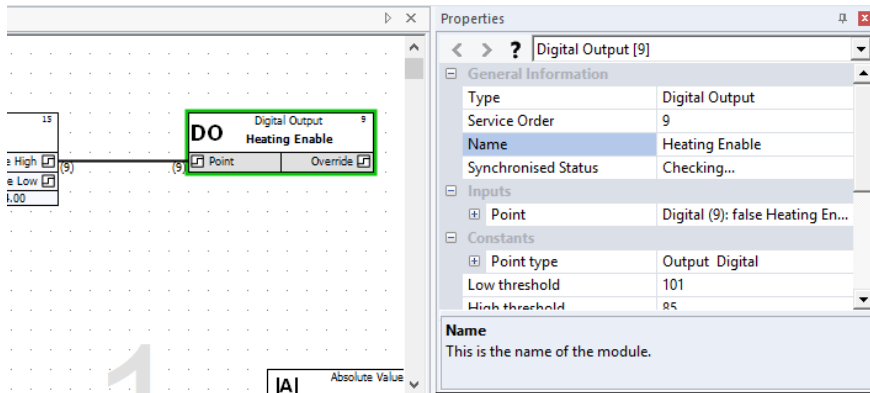 Properties
? Digital Output [9]
General Information
Type Digital Output
Service Order 9
Name Heating Enable
Synchronised Status Checking...
Inputs
Point Digital (9): false Heating En...
Constants
Point type Output Digital
Low threshold 101
High threshold 85
Name
This is the name of the module.
15
e High (9)
e Low
4.00
Digital Output 9
DO Heating Enable
(9) Point Override
1
|A| Absolute Value